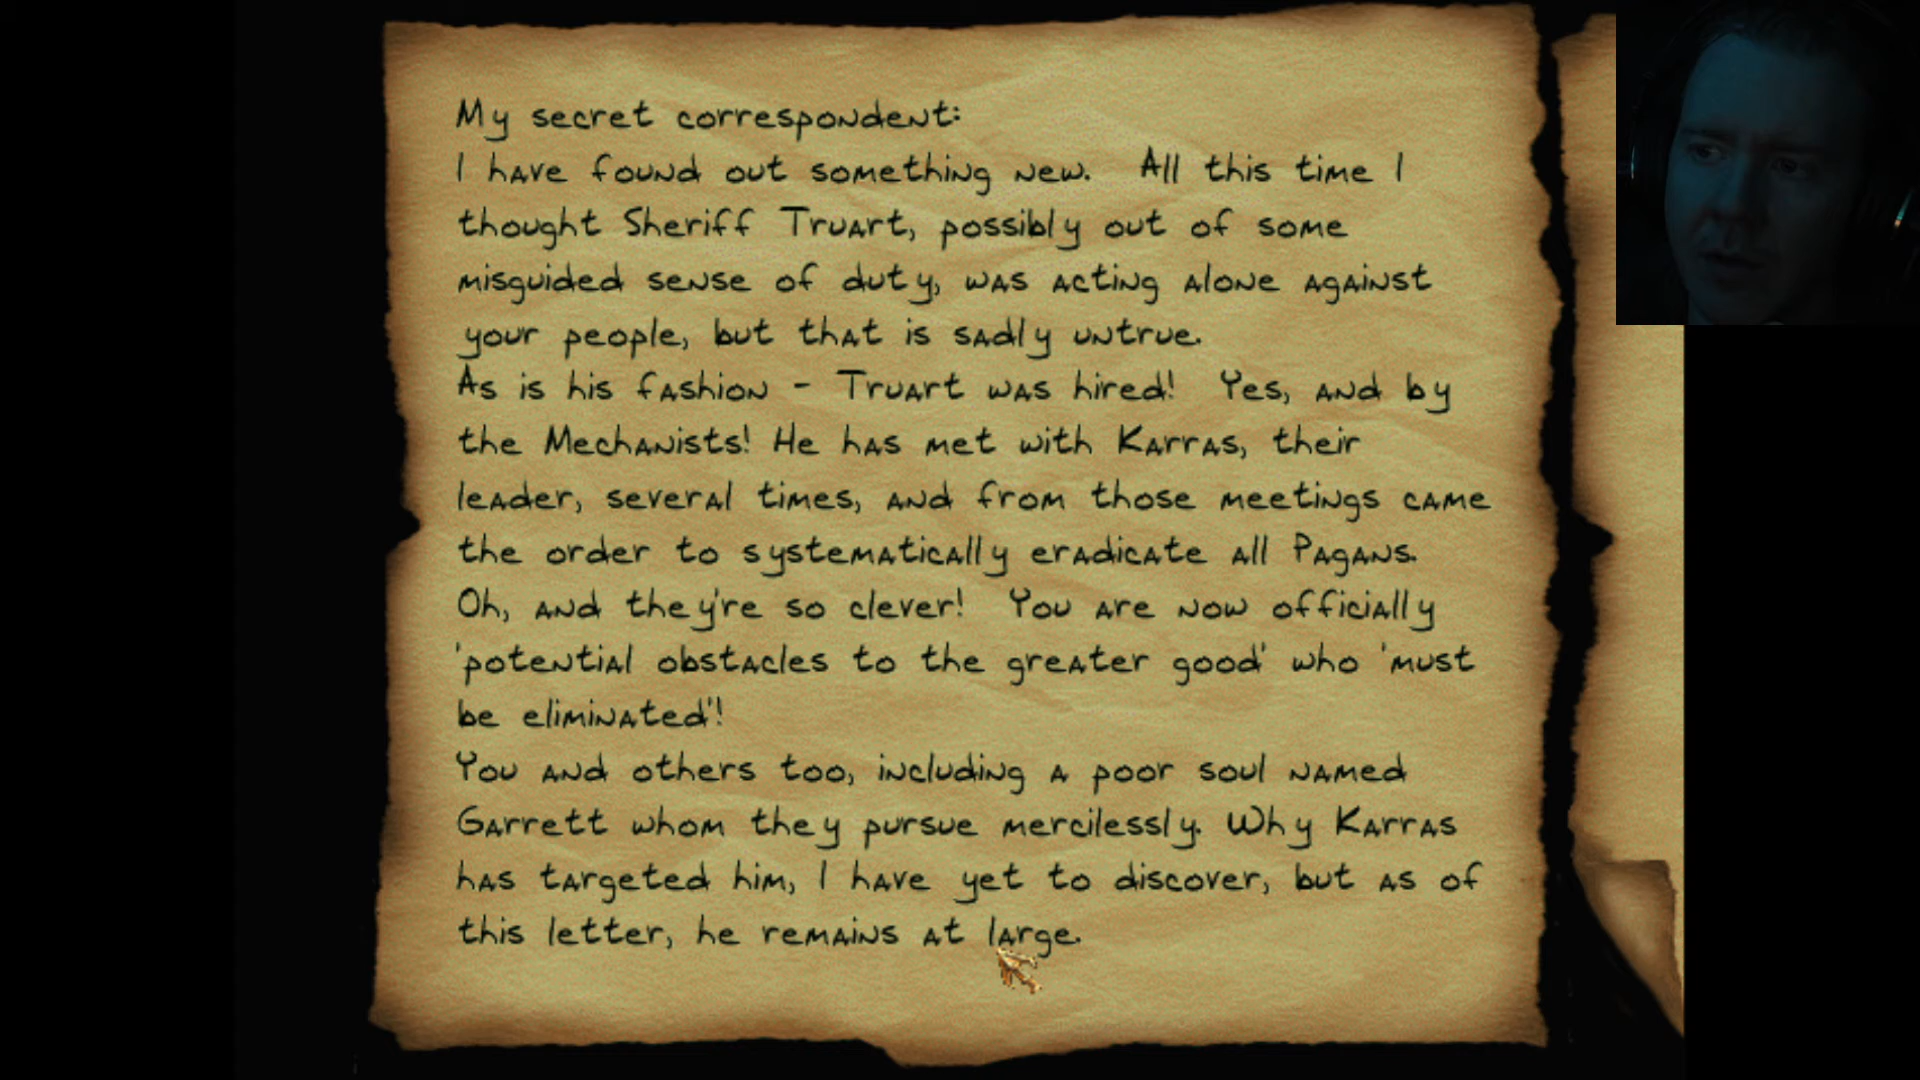 My secret correspondent:
I have found out something new.  All this time I
thought Sheriff Truart, possibly out of some
misguided sense of duty, was acting alone against
your people, but that is sadly untrue.
As is his fashion - Truart was hired!  Yes, and by
the Mechanists! He has met with Karras, their
leader, several times, and from those meetings came
the order to systematically eradicate all Pagans.
Oh, and they're so clever!  You are now officially
'potential obstacles to the greater good' who 'must
be eliminated'!
You and others too, including a poor soul named
Garrett whom they pursue mercilessly. Why Karras
has targeted him, I have yet to discover, but as of
this letter, he remains at large.